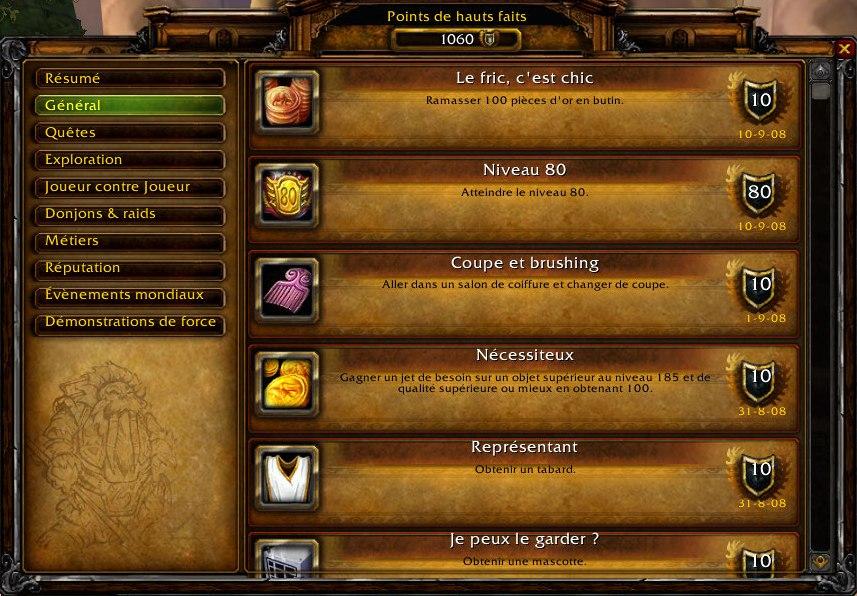 Points de hauts faits
1060
Résumé
Général
Quêtes
Exploration
Joueur contre Joueur
Donjons & raids
Métiers
Réputation
Évènements mondiaux
Démonstrations de force
Le fric, c'est chic
Ramasser 100 pièces d'or en butin.
10
10-9-08
Niveau 80
Atteindre le niveau 80.
80
80
10-9-08
Coupe et brushing
Aller dans un salon de coiffure et changer de coupe.
10
1-9-08
Nécessiteux
Gagner un jet de besoin sur un objet supérieur au niveau 185 et de
qualité supérieure ou mieux en obtenant 100.
10
31-8-08
Représentant
Obtenir un tabard.
10
31-8-08
Je peux le garder ?
Obtenir une mascotte.
10